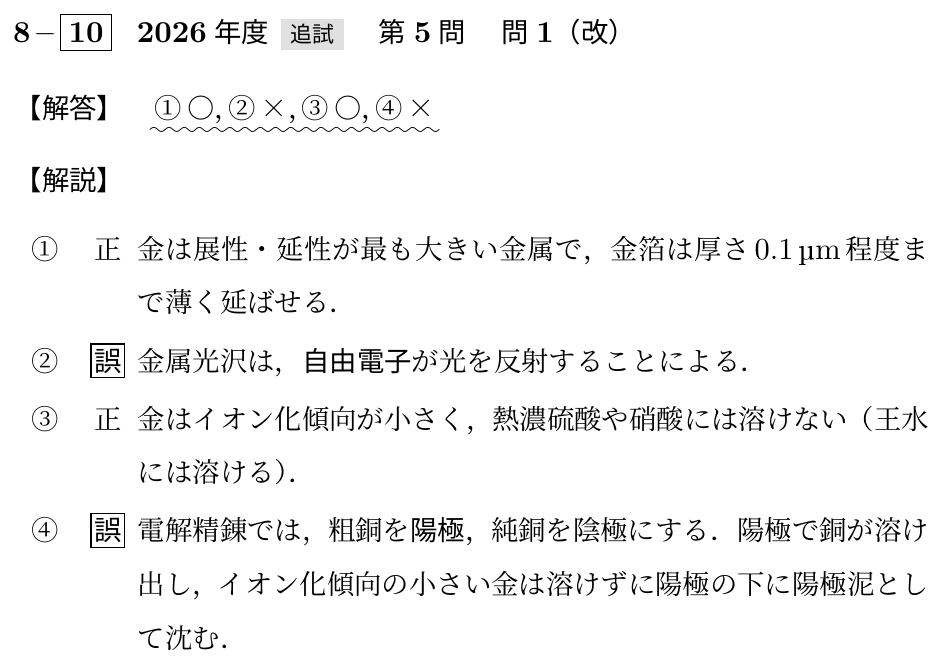 8－10 2026 年度 追試 第 5 問 問 1（改）
【解答】 ① ○, ② ×, ③ ○, ④ ×
【解説】
① 正 金は展性・延性が最も大きい金属で，金箔は厚さ 0.1 µm 程度ま
で薄く延ばせる．
② 誤 金属光沢は，自由電子が光を反射することによる．
③ 正 金はイオン化傾向が小さく，熱濃硫酸や硝酸には溶けない（王水
には溶ける）．
④ 誤 電解精錬では，粗銅を陽極，純銅を陰極にする．陽極で銅が溶け
出し，イオン化傾向の小さい金は溶けずに陽極の下に陽極泥とし
て沈む．